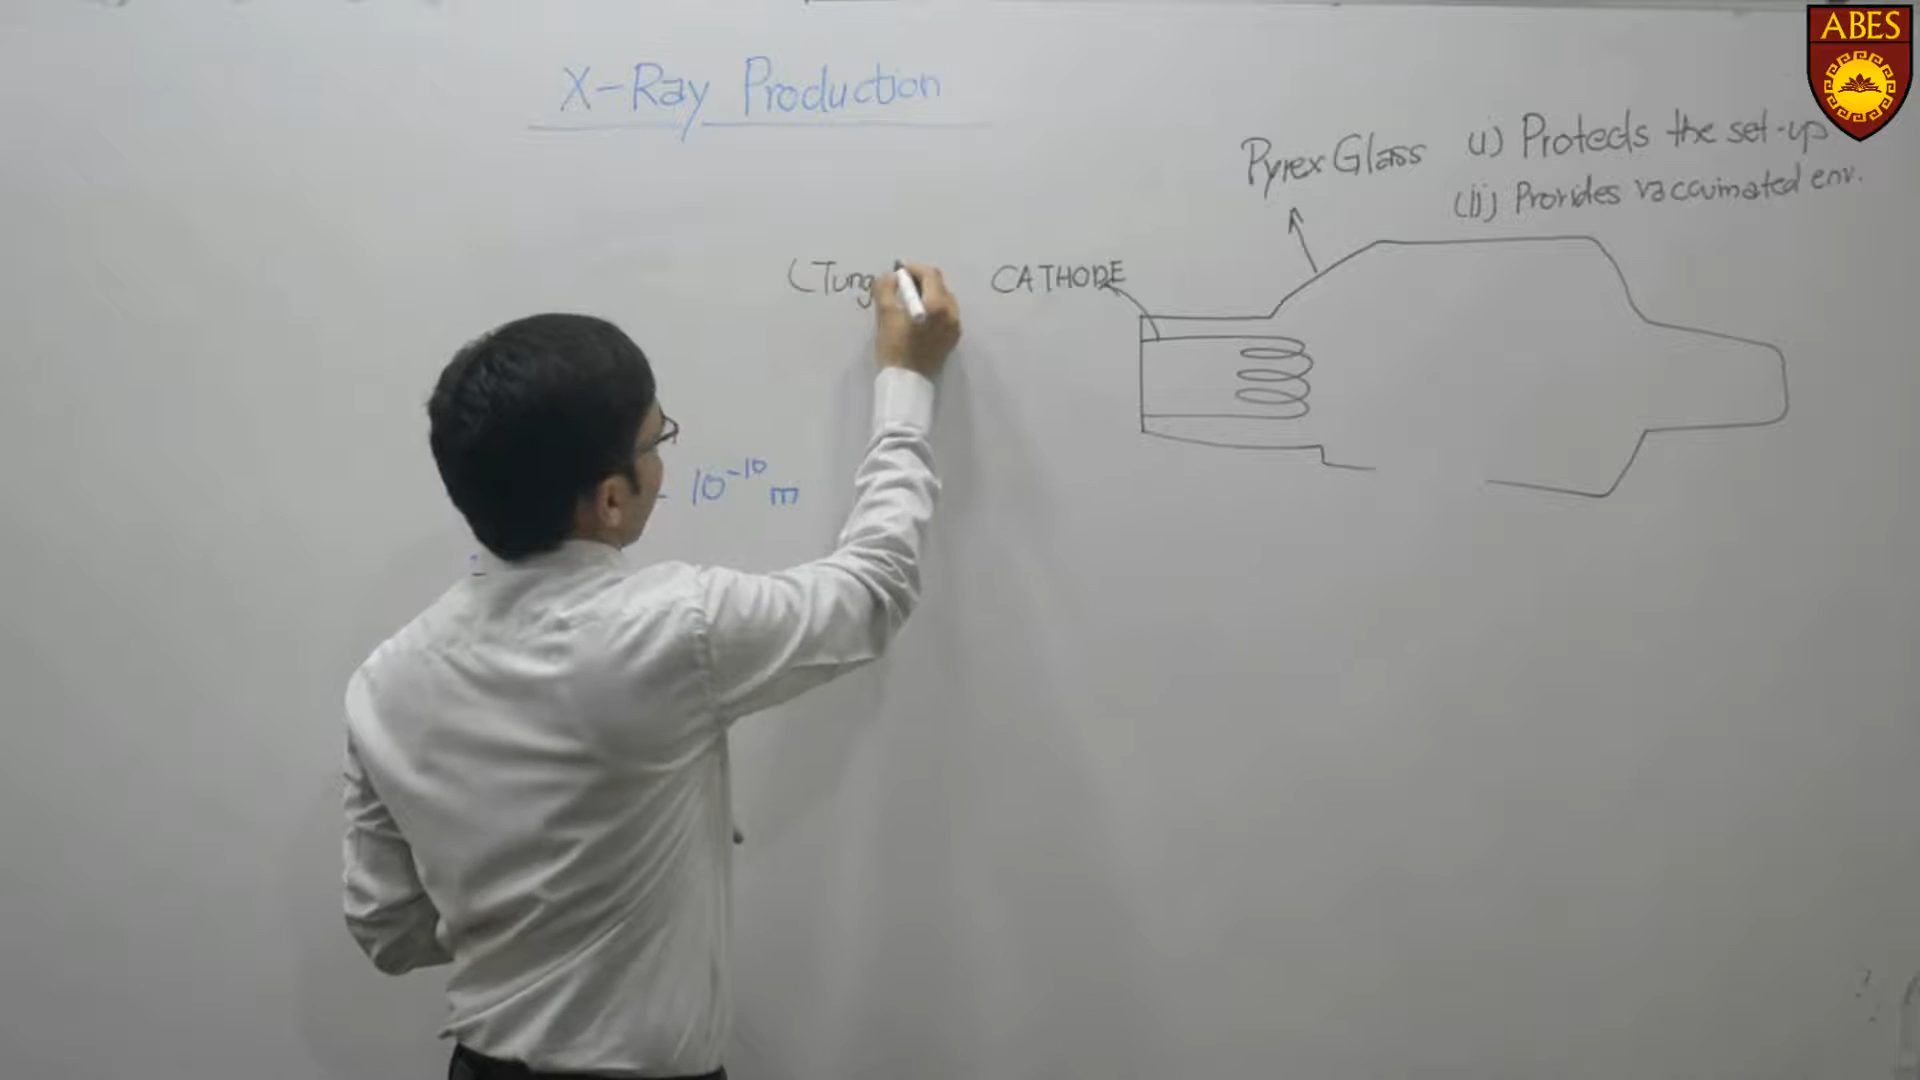 ABES
X-Ray Production
Pyrex Glass (i) Protects the set-up
(ii) Provides vaccuimated env.
(Tung CATHODE
10⁻¹⁰ m